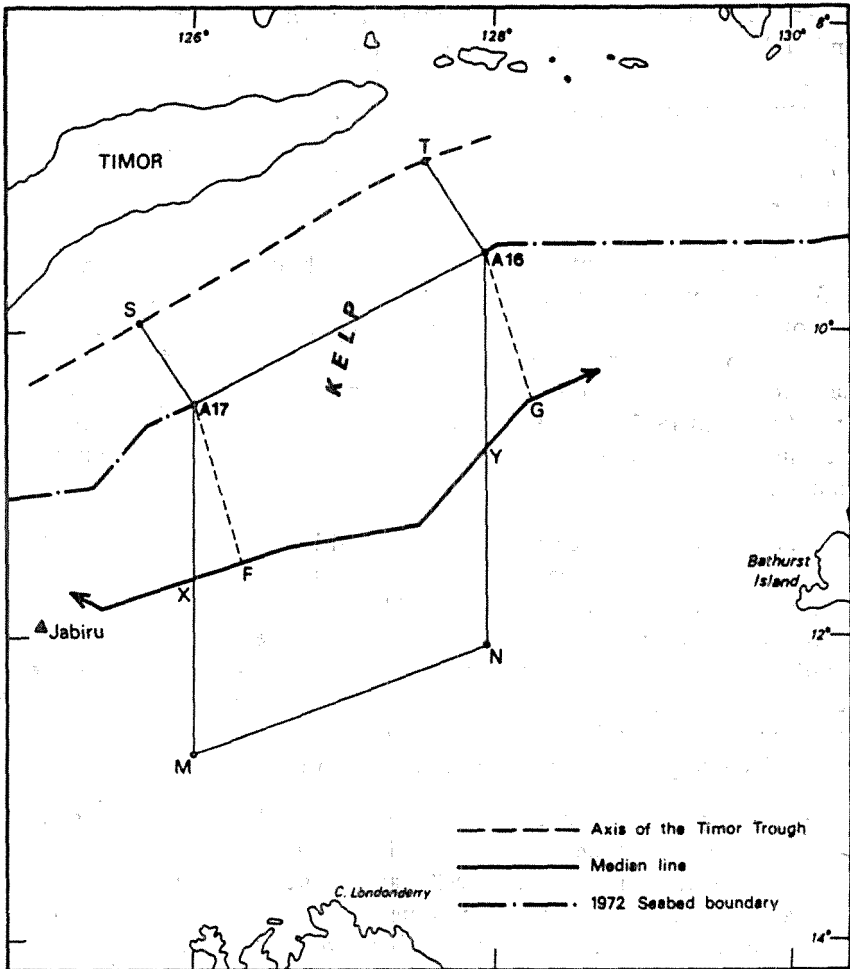 126° 128° 130° 8°
TIMOR
T
A16
S
KELP
10°
A17
G
Y
Bathurst
Island
F
X
Jabiru
12°
N
M
Axis of the Timor Trough
Median line
C. Londonderry
1972 Seabed boundary
14°